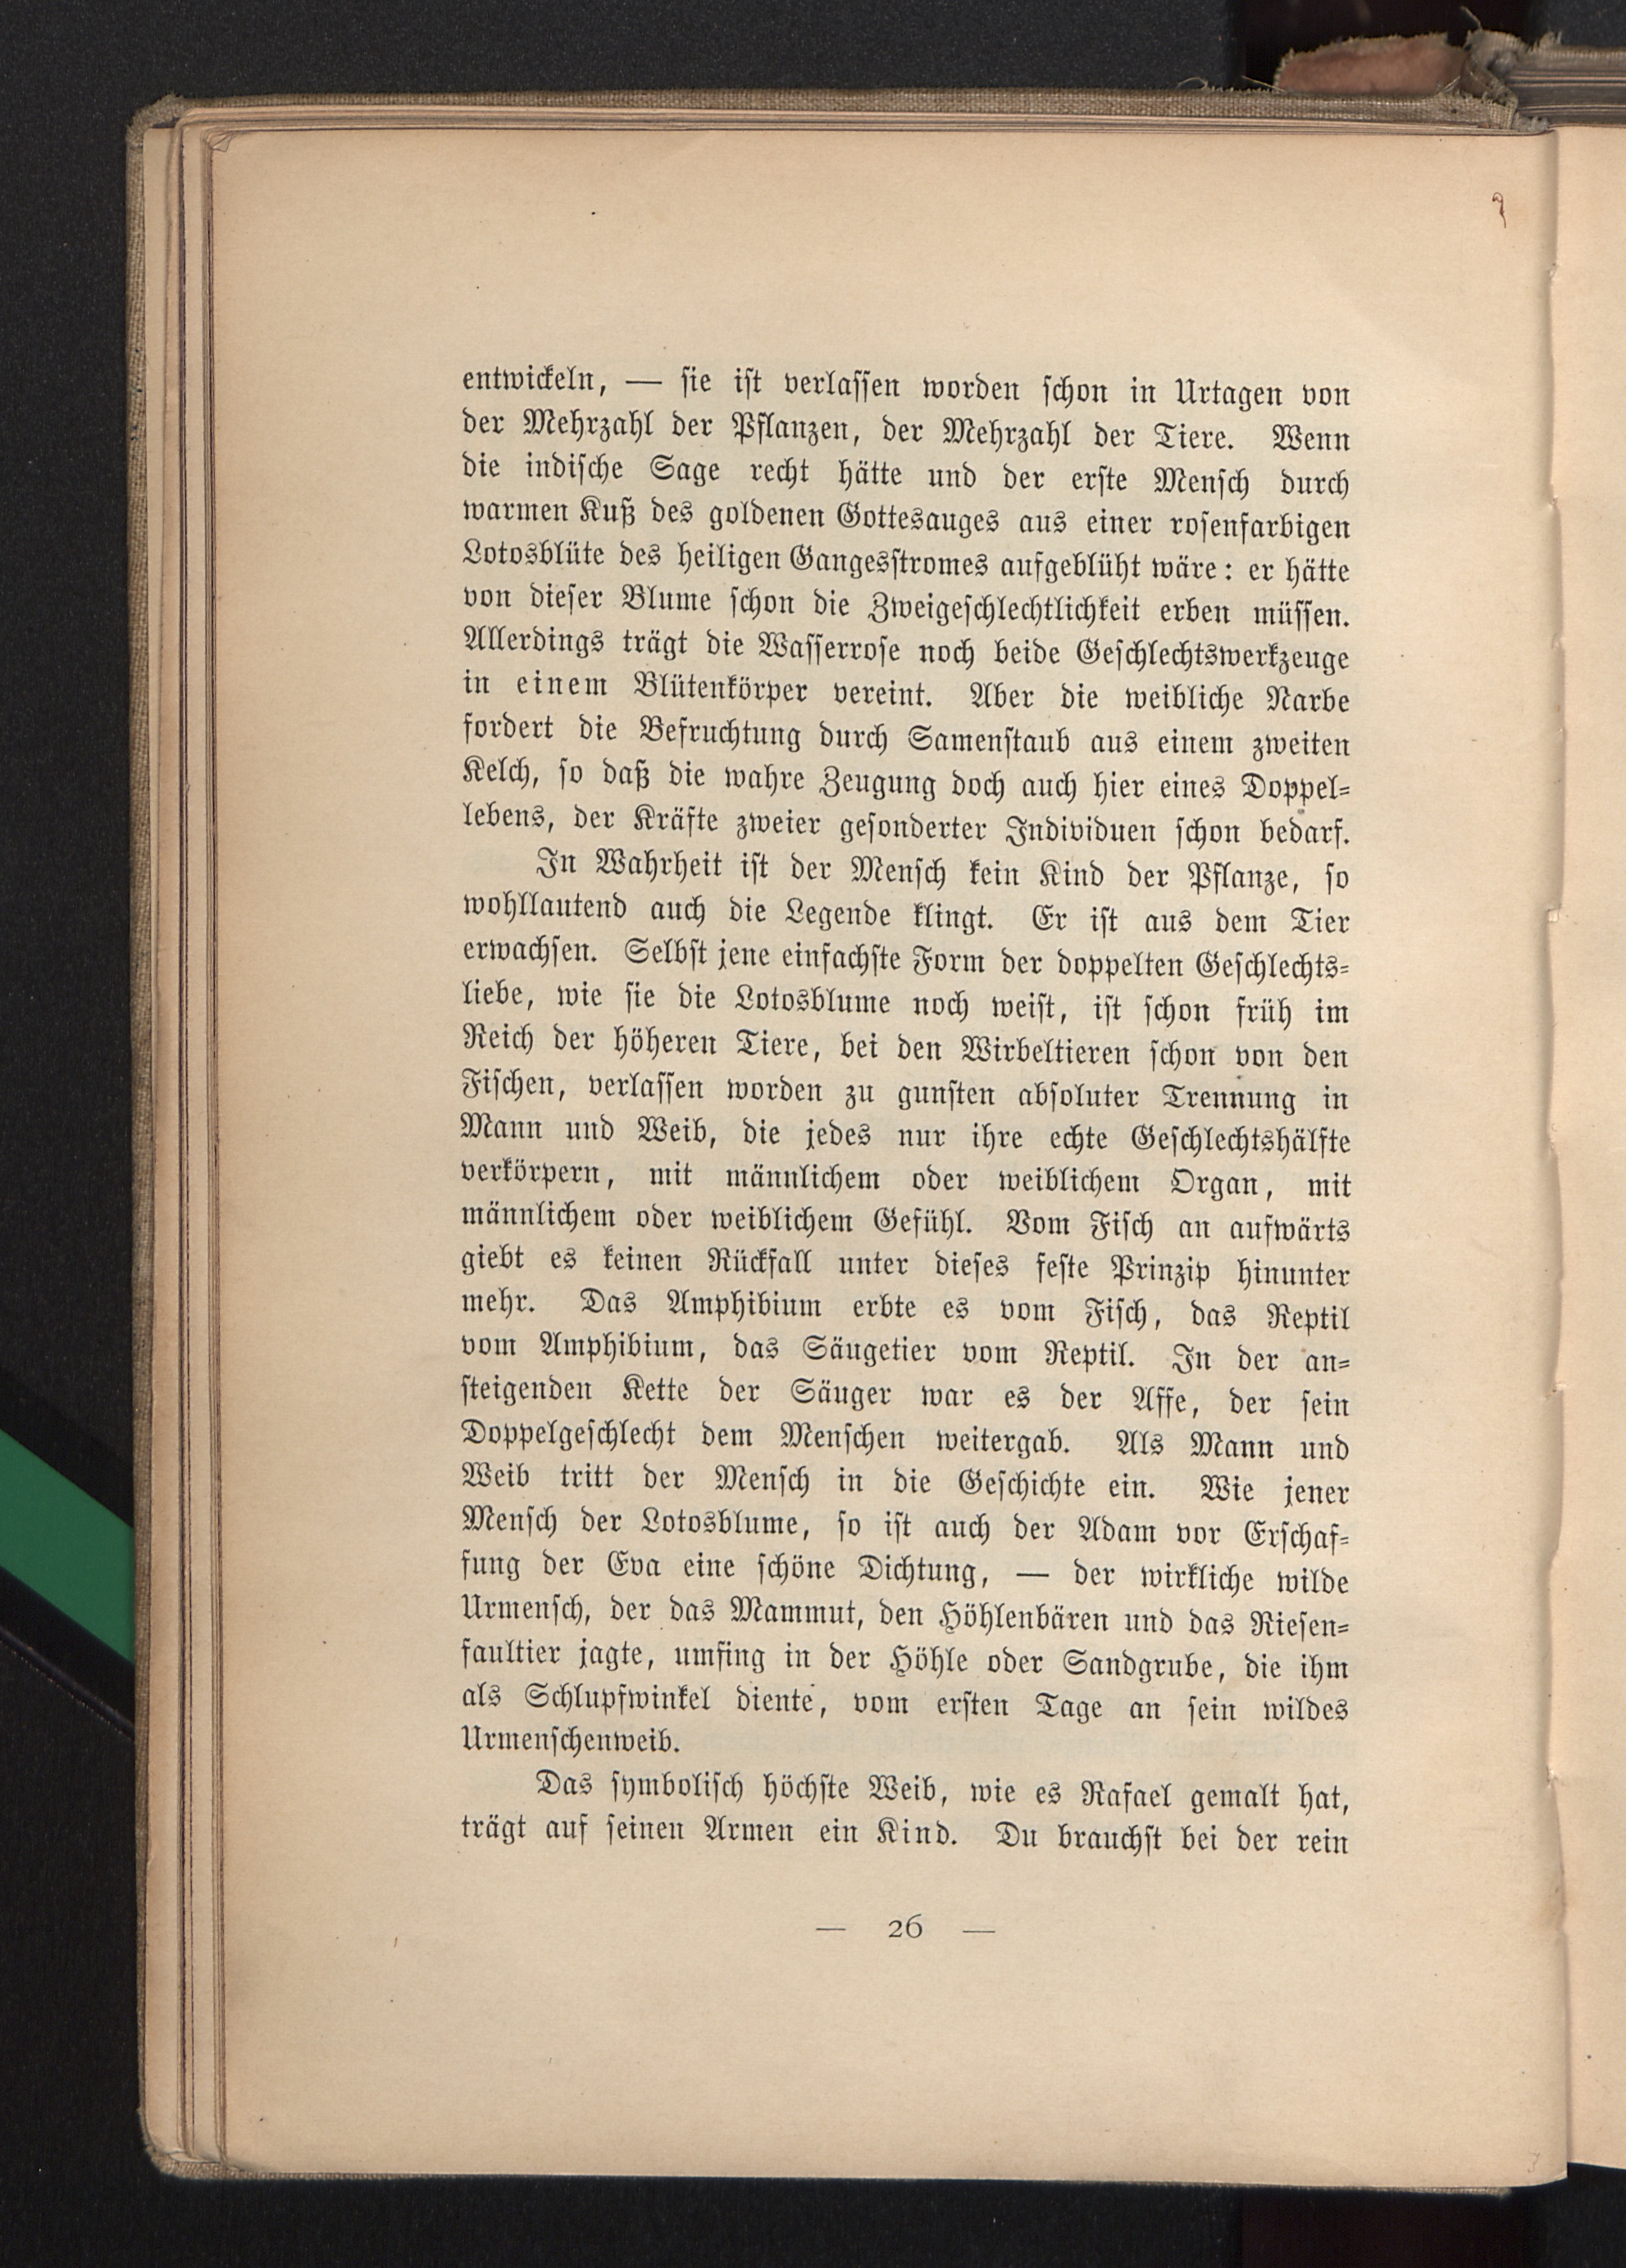 entwickeln, — sie ist verlassen worden schon in Urtagen von
der Mehrzahl der Pflanzen, der Mehrzahl der Tiere. Wenn
die indische Sage recht hätte und der erste Mensch durch
warmen Kuß des goldenen Gottesauges aus einer rosenfarbigen
Lotosblüte des heiligen Gangesstromes aufgeblüht wäre: er hätte
von dieser Blume schon die Zweigeschlechtlichkeit erben müssen.
Allerdings trägt die Wasserrose noch beide Geschlechtswerkzeuge
in einem Blütenkörper vereint. Aber die weibliche Narbe
fordert die Befruchtung durch Samenstaub aus einem zweiten
Kelch, so daß die wahre Zeugung doch auch hier eines Doppel-
lebens, der Kräfte zweier gesonderter Individuen schon bedarf.
In Wahrheit ist der Mensch kein Kind der Pflanze, so
wohllautend auch die Legende klingt. Er ist aus dem Tier
erwachsen. Selbst jene einfachste Form der doppelten Geschlechts-
liebe, wie sie die Lotosblume noch weist, ist schon früh im
Reich der höheren Tiere, bei den Wirbeltieren schon von den
Fischen, verlassen worden zu gunsten absoluter Trennung in
Mann und Weib, die jedes nur ihre echte Geschlechtshälfte
verkörpern, mit männlichem oder weiblichem Organ, mit
männlichem oder weiblichem Gefühl. Vom Fisch an aufwärts
giebt es keinen Rückfall unter dieses feste Prinzip hinunter
mehr. Das Amphibium erbte es vom Fisch, das Reptil
vom Amphibium, das Säugetier vom Reptil. In der an-
steigenden Kette der Säuger war es der Affe, der sein
Doppelgeschlecht dem Menschen weitergab. Als Mann und
Weib tritt der Mensch in die Geschichte ein. Wie jener
Mensch der Lotosblume, so ist auch der Adam vor Erschaf-
fung der Eva eine schöne Dichtung, — der wirkliche wilde
Urmensch, der das Mammut, den Höhlenbären und das Riesen-
faultier jagte, umfing in der Höhle oder Sandgrube, die ihm
als Schlupfwinkel diente, vom ersten Tage an sein wildes
Urmenschenweib.
Das symbolisch höchste Weib, wie es Rafael gemalt hat,
trägt auf seinen Armen ein Kind. Du brauchst bei der rein
— 26 —